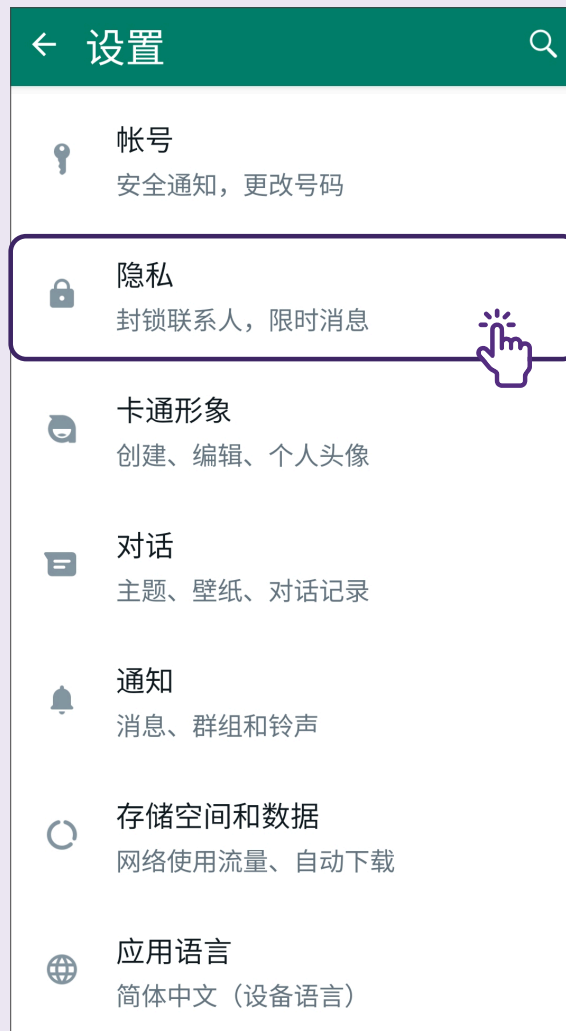 设置
帐号
安全通知，更改号码
隐私
封锁联系人，限时消息
卡通形象
创建、编辑、个人头像
对话
主题、壁纸、对话记录
通知
消息、群组和铃声
存储空间和数据
网络使用流量、自动下载
应用语言
简体中文（设备语言）